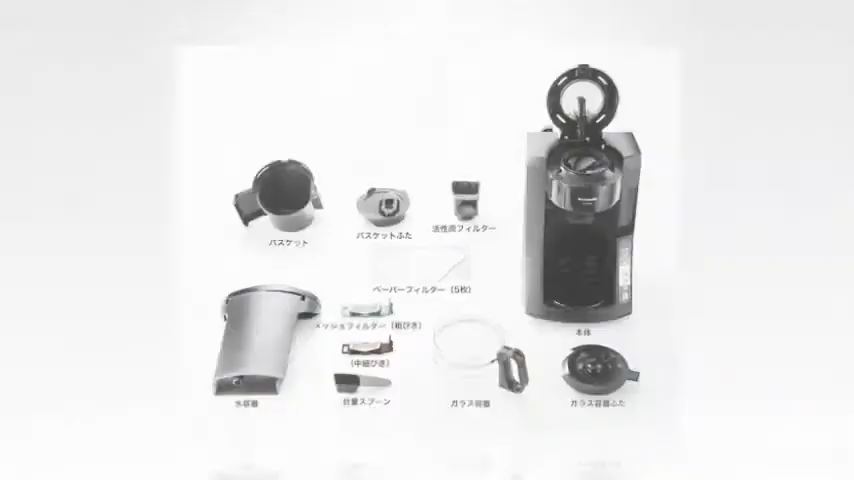 バスケット
バスケットふた
活性炭フィルター
ペーパーフィルター（5枚）
メッシュフィルター（粗びき）
（中細びき）
本体
水容器
計量スプーン
ガラス容器
ガラス容器ふた